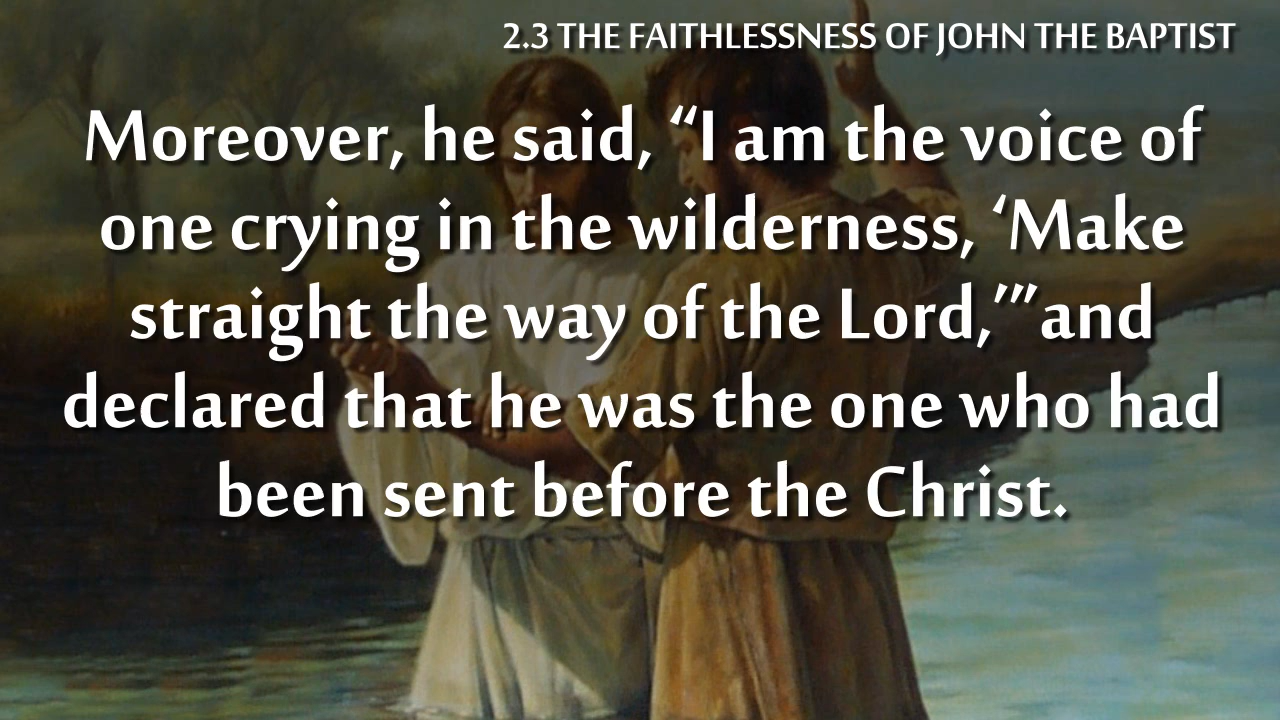 2.3 THE FAITHLESSNESS OF JOHN THE BAPTIST
Moreover, he said, “I am the voice of
one crying in the wilderness, ‘Make
straight the way of the Lord,’”and
declared that he was the one who had
been sent before the Christ.